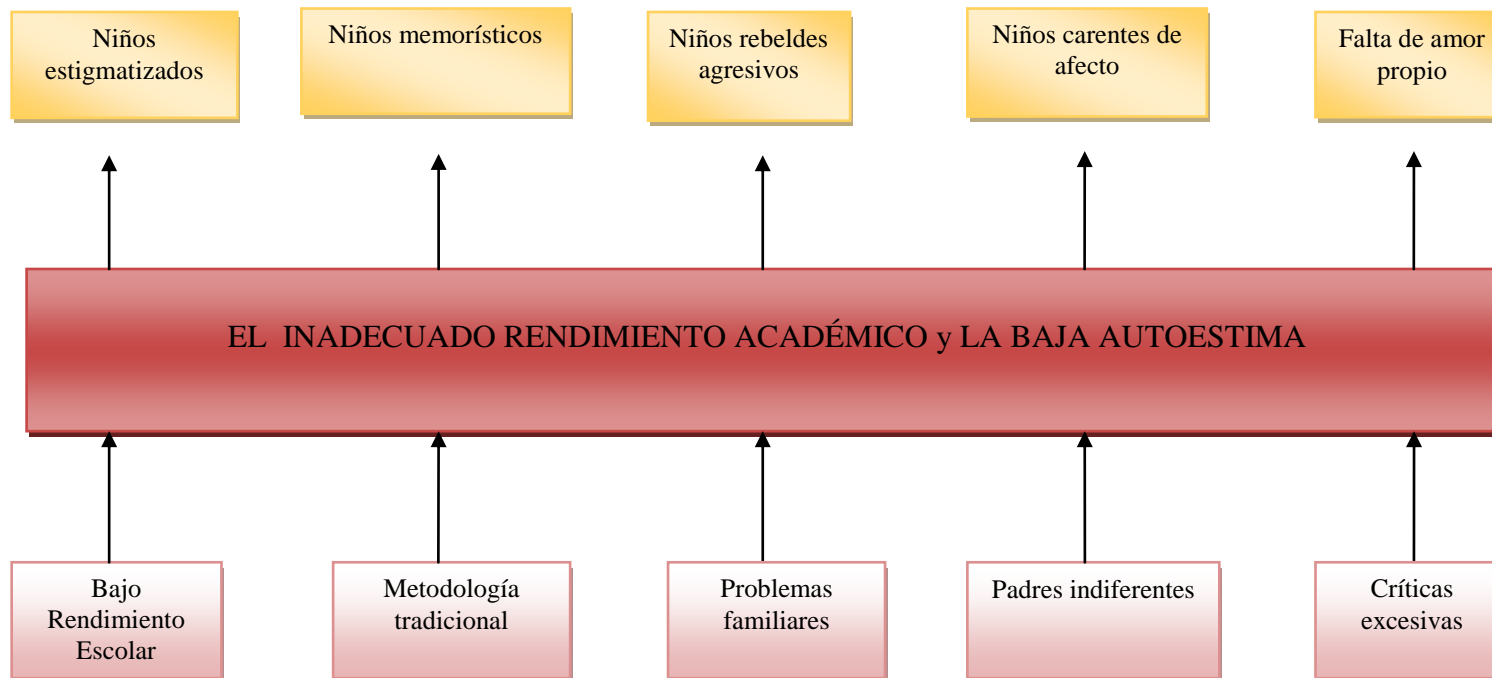 Niños
estigmatizados
Niños memorísticos
Niños rebeldes
agresivos
Niños carentes de
afecto
Falta de amor
propio
EL  INADECUADO RENDIMIENTO ACADÉMICO y LA BAJA AUTOESTIMA
Bajo
Rendimiento
Escolar
Metodología
tradicional
Problemas
familiares
Padres indiferentes
Críticas
excesivas